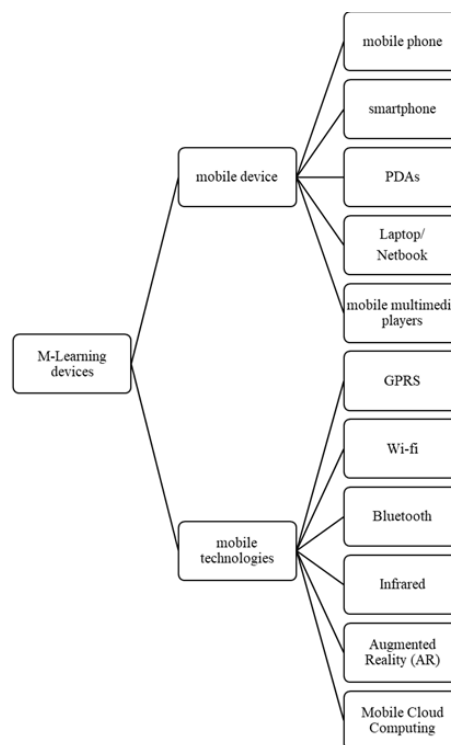 mobile phone
smartphone
mobile device
PDAs
Laptop/
Netbook
mobile multimedi
players
M-Learning
devices
GPRS
Wi-fi
Bluetooth
mobile
technologies
Infrared
Augmented
Reality (AR)
Mobile Cloud
Computing